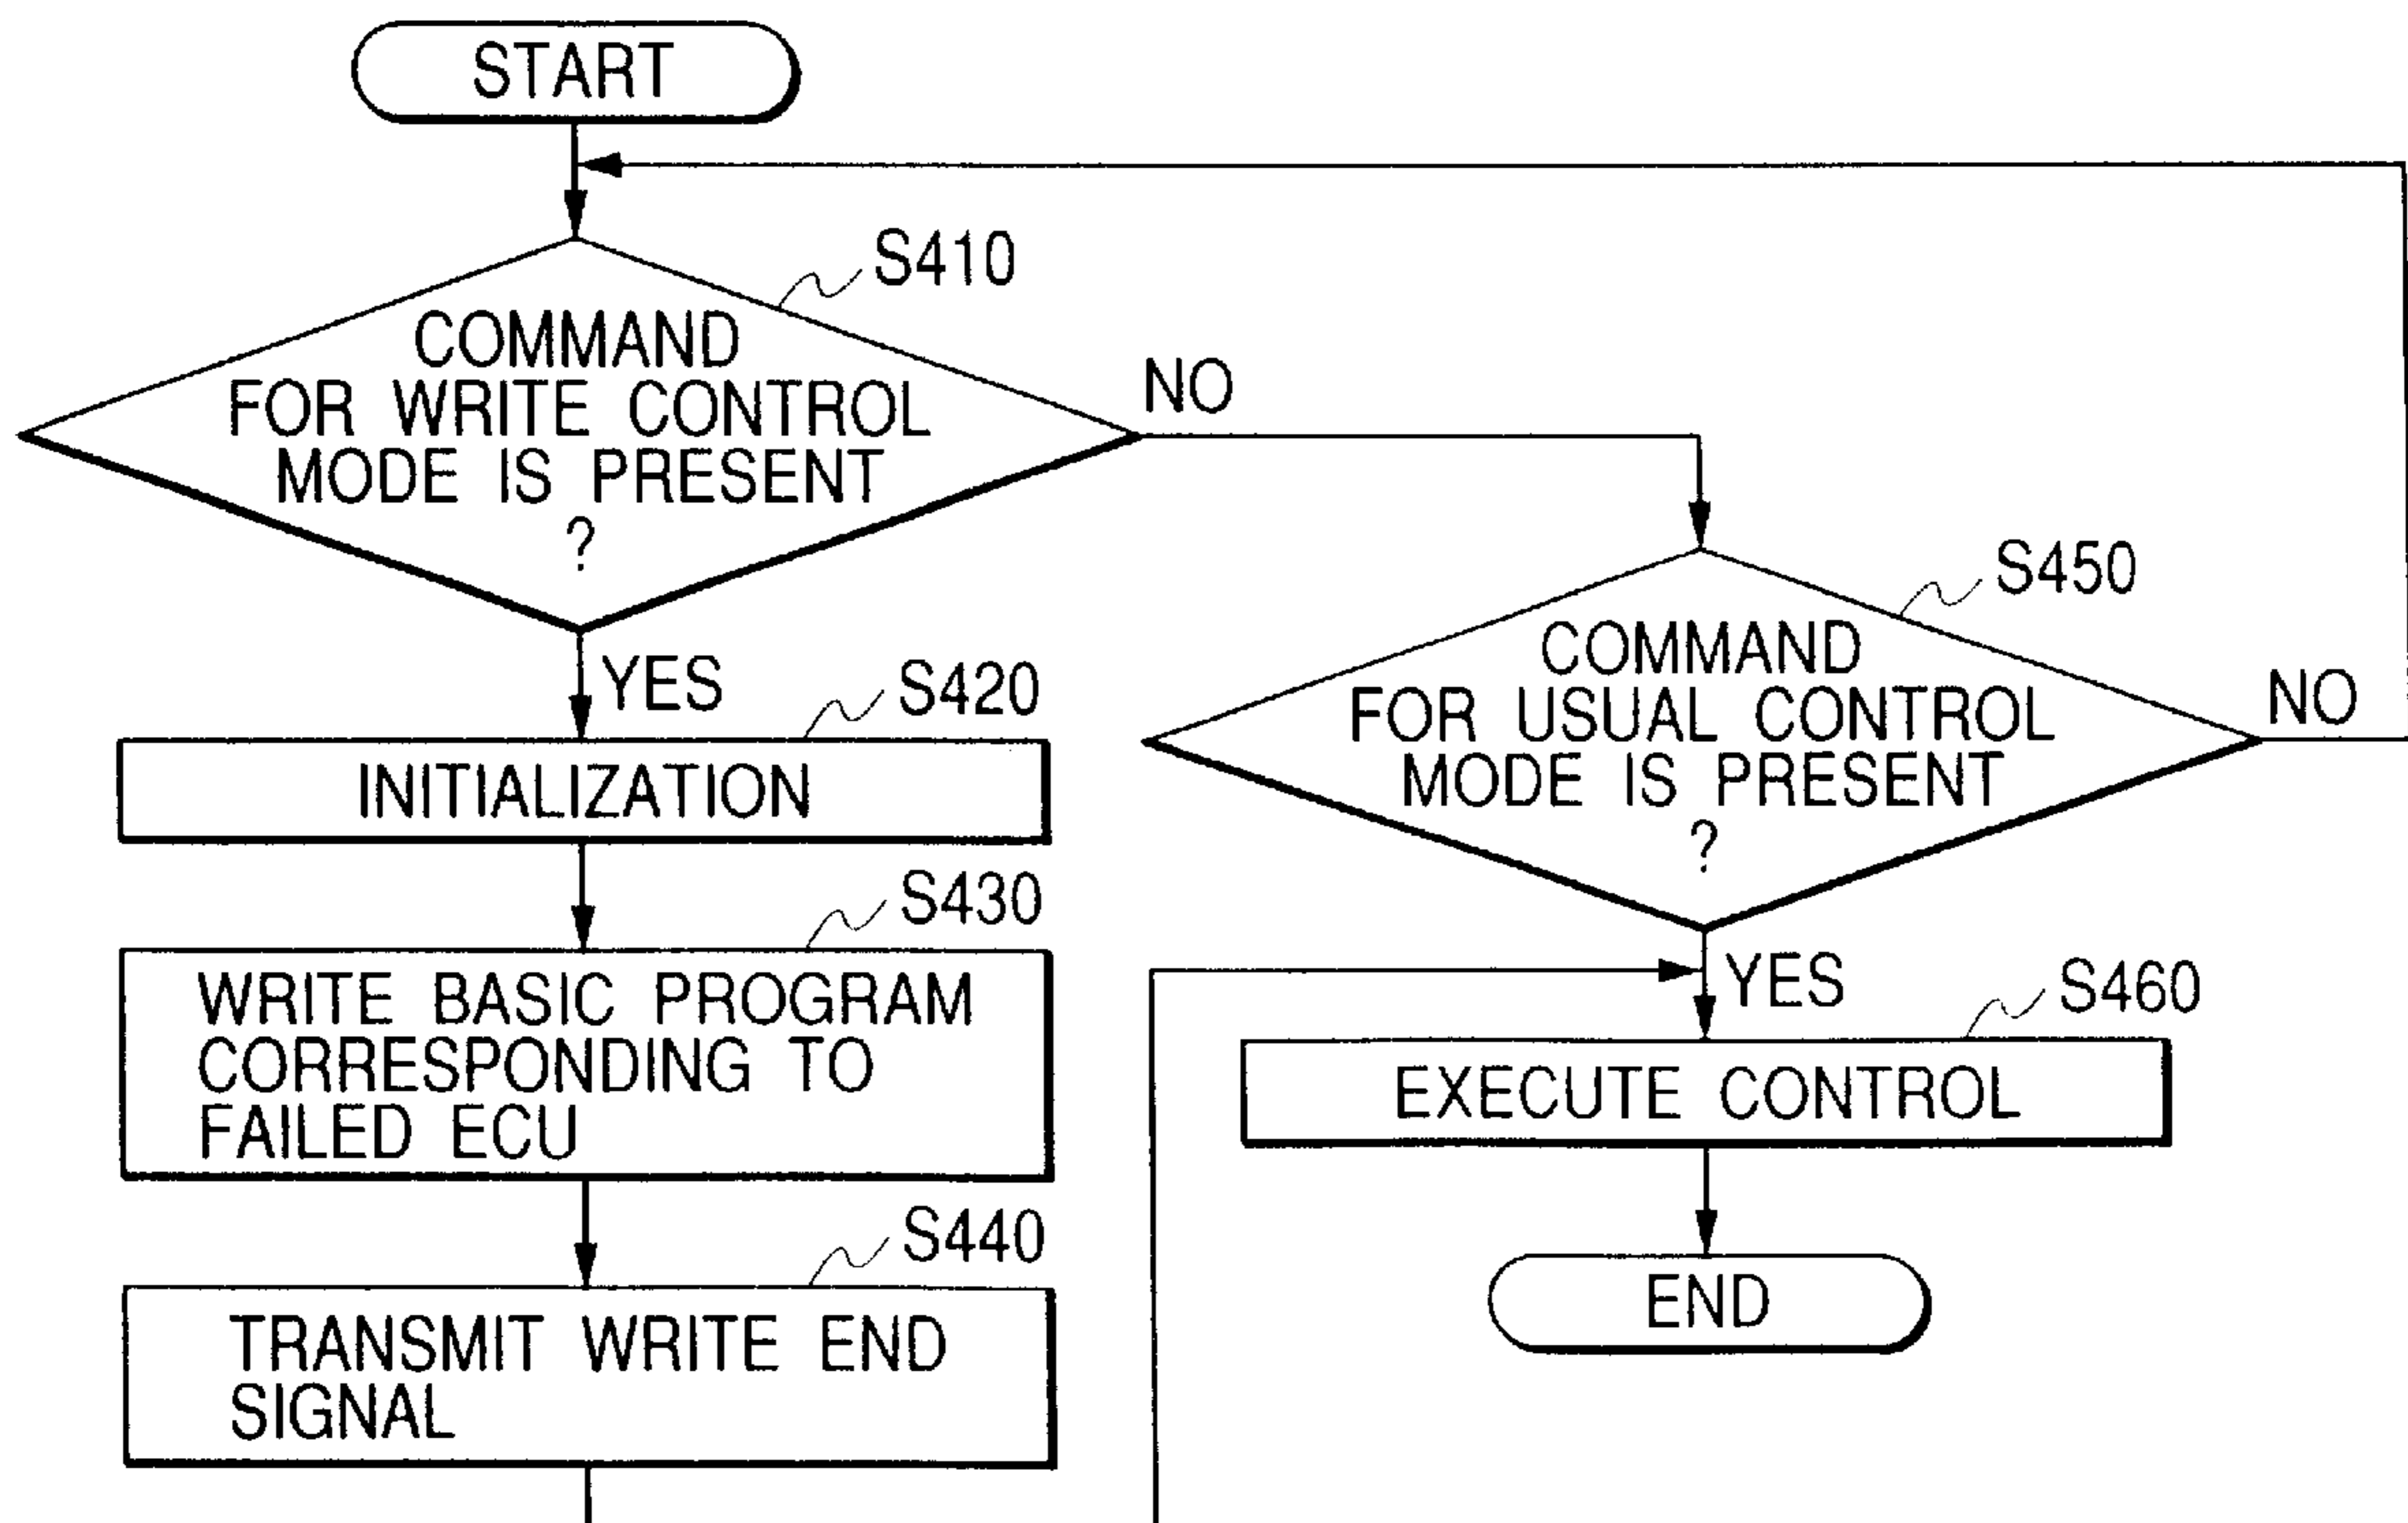 START
S410
COMMAND
FOR WRITE CONTROL
MODE IS PRESENT
?
NO
YES
S420
INITIALIZATION
S430
WRITE BASIC PROGRAM
CORRESPONDING TO
FAILED ECU
S440
TRANSMIT WRITE END
SIGNAL
S450
COMMAND
FOR USUAL CONTROL
MODE IS PRESENT
?
NO
YES
S460
EXECUTE CONTROL
END